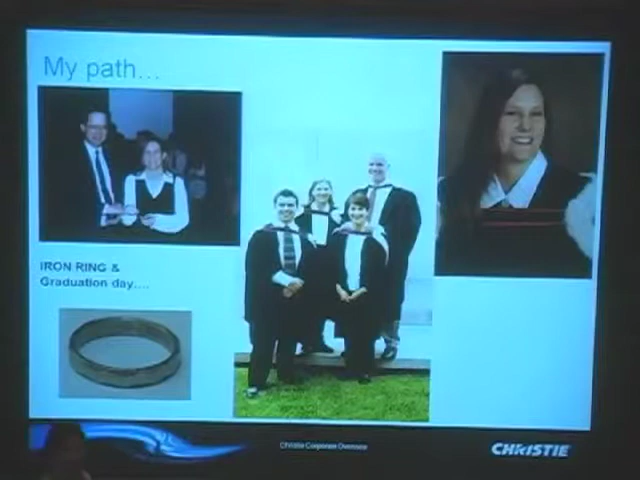 My path...
IRON RING &
Graduation day....
Christie Corporate Overview
CHRISTIE